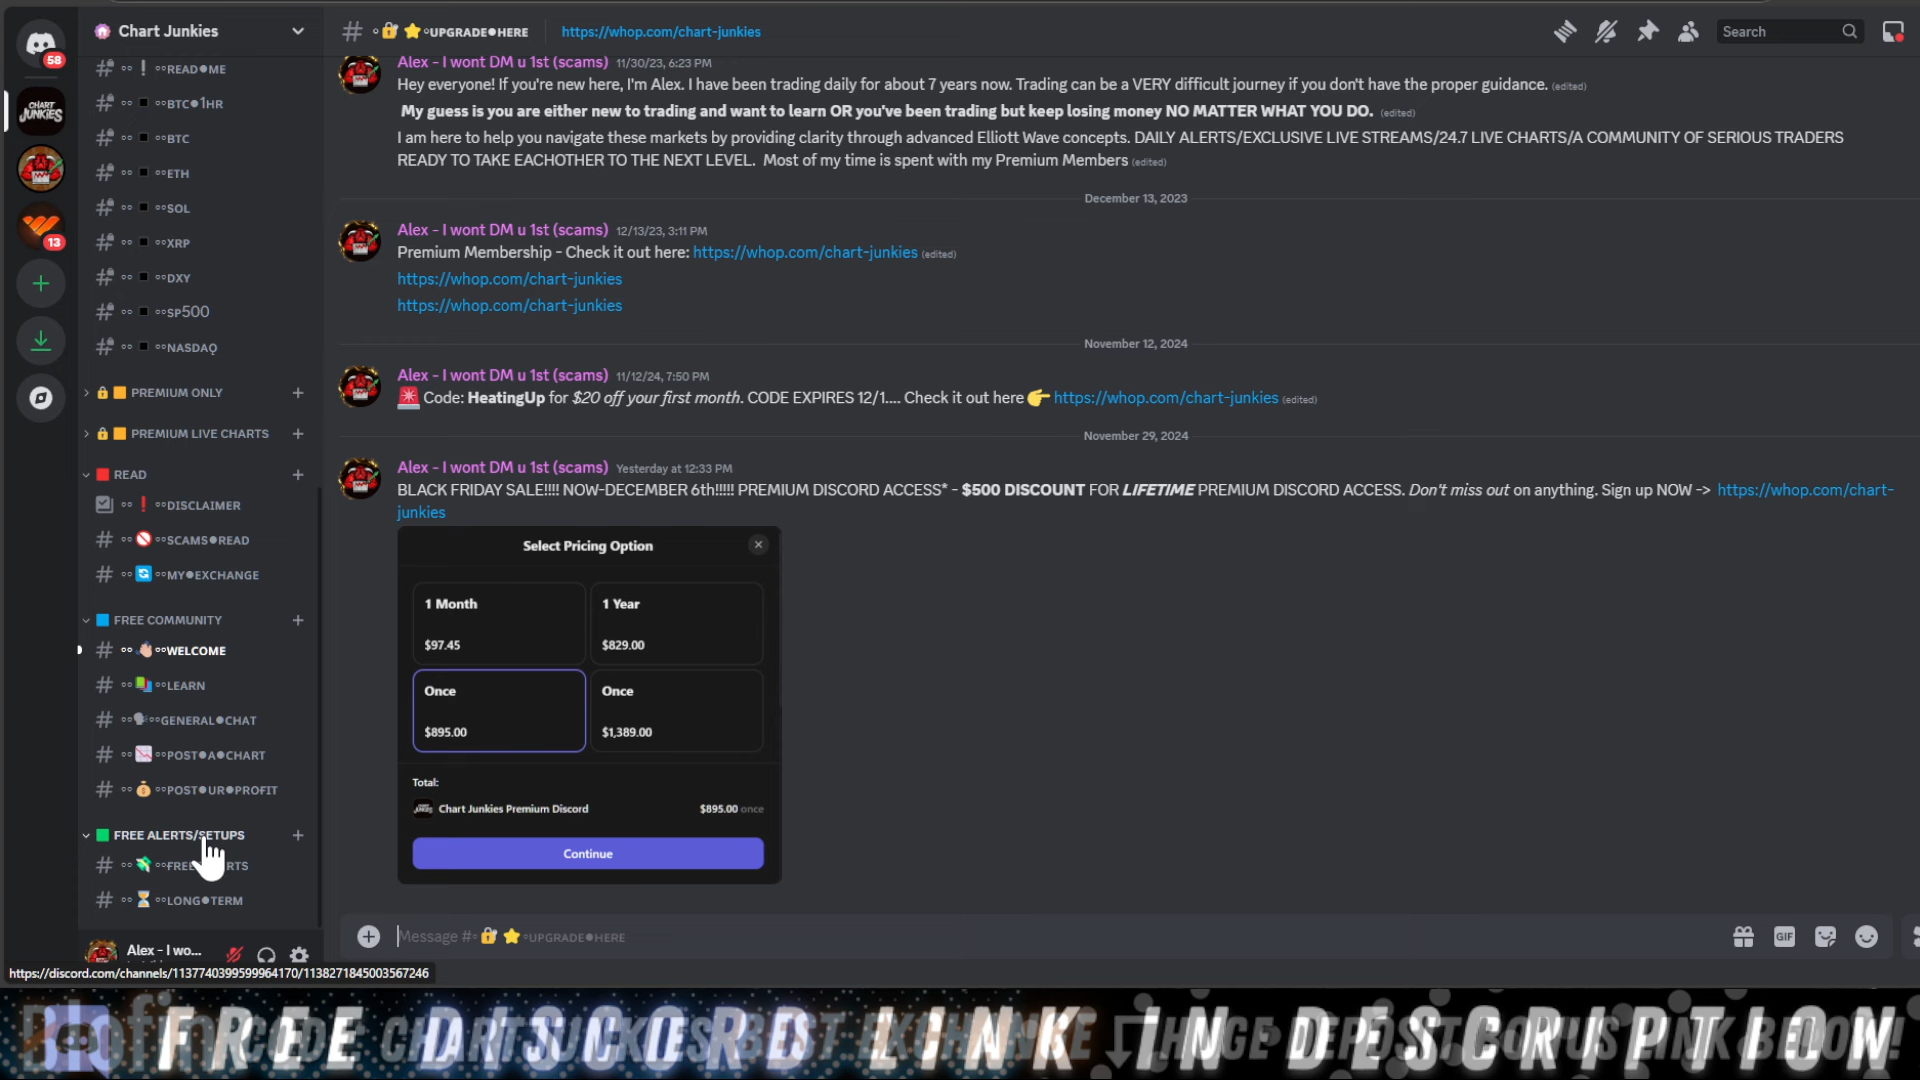 Chart Junkies
58
CHART
JUNKIES
13
READ●ME
BTC●1HR
BTC
ETH
SOL
XRP
DXY
SP500
NASDAQ
PREMIUM ONLY
PREMIUM LIVE CHARTS
READ
DISCLAIMER
SCAMS●READ
MY●EXCHANGE
FREE COMMUNITY
WELCOME
LEARN
GENERAL●CHAT
POST●A●CHART
POST●UR●PROFIT
FREE ALERTS/SETUPS
LONG●TERM
Alex - I wo...
https://discord.com/channels/1137740399599964170/1138271845003567246
UPGRADE●HERE
https://whop.com/chart-junkies
Search
Alex - I wont DM u 1st (scams) 11/30/23, 6:23 PM
Hey everyone! If you're new here, I'm Alex. I have been trading daily for about 7 years now. Trading can be a VERY difficult journey if you don't have the proper guidance. (edited)
My guess is you are either new to trading and want to learn OR you've been trading but keep losing money NO MATTER WHAT YOU DO. (edited)
I am here to help you navigate these markets by providing clarity through advanced Elliott Wave concepts. DAILY ALERTS/EXCLUSIVE LIVE STREAMS/24.7 LIVE CHARTS/A COMMUNITY OF SERIOUS TRADERS
READY TO TAKE EACHOTHER TO THE NEXT LEVEL. Most of my time is spent with my Premium Members (edited)
December 13, 2023
Alex - I wont DM u 1st (scams) 12/13/23, 3:11 PM
Premium Membership - Check it out here: https://whop.com/chart-junkies (edited)
https://whop.com/chart-junkies
https://whop.com/chart-junkies
November 12, 2024
Alex - I wont DM u 1st (scams) 11/12/24, 7:50 PM
Code: HeatingUp for $20 off your first month. CODE EXPIRES 12/1.... Check it out here 👉 https://whop.com/chart-junkies (edited)
November 29, 2024
Alex - I wont DM u 1st (scams) Yesterday at 12:33 PM
BLACK FRIDAY SALE!!!! NOW-DECEMBER 6th!!!!! PREMIUM DISCORD ACCESS* - $500 DISCOUNT FOR LIFETIME PREMIUM DISCORD ACCESS. Don't miss out on anything. Sign up NOW -> https://whop.com/chart-
junkies
Select Pricing Option
1 Month
$97.45
1 Year
$829.00
Once
$895.00
Once
$1,389.00
Total:
Chart Junkies Premium Discord $895.00 once
Continue
Message # UPGRADE●HERE
GIF
FREE DISCORD LINK IN DESCRIPTION